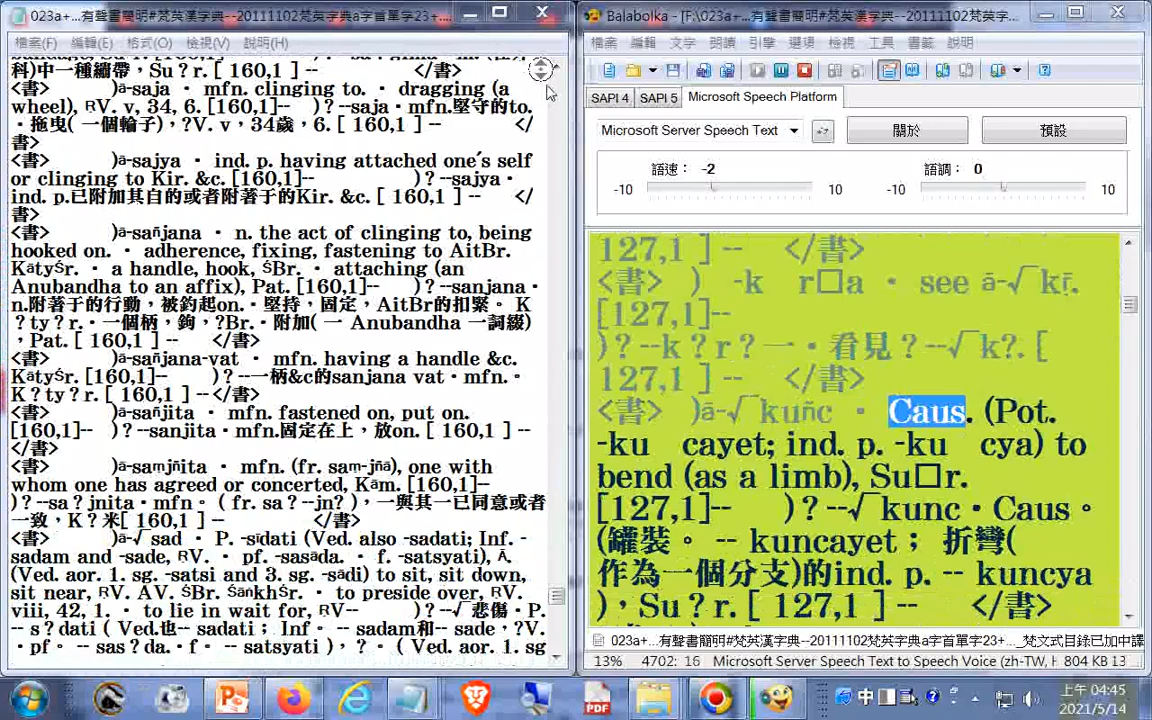 023a+...有聲書簡明#梵英漢字典--20111102梵英字典a字首單字23+...
檔案(F) 編輯(E) 格式(O) 檢視(V) 說明(H)
科)中一種繃帶，Su？r. [ 160,1 ] -- </書>
<書> )ā-saja ‧ mfn. clinging to. ‧ dragging (a
wheel), ṚV. v, 34, 6. [160,1]-- )？--saja‧mfn.堅守的to.
‧拖曳( 一個輪子)，?V. v，34歲，6. [ 160,1 ] -- </
書>
<書> )ā-sajya ‧ ind. p. having attached one's self
or clinging to Kir. &c. [160,1]-- )？--sajya‧
ind. p.已附加其自的或者附著于的Kir. &c. [ 160,1 ] -- </
書>
<書> )ā-sañjana ‧ n. the act of clinging to, being
hooked on. ‧ adherence, fixing, fastening to AitBr.
KātyŚr. ‧ a handle, hook, ŚBr. ‧ attaching (an
Anubandha to an affix), Pat. [160,1]-- )？--sanjana‧
n.附著于的行動，被鈎起on.‧堅持，固定，AitBr的扣緊。 K
？ty？r.‧一個柄，鉤，?Br.‧附加( 一 Anubandha 一詞綴)
，Pat. [ 160,1 ] -- </書>
<書> )ā-sañjana-vat ‧ mfn. having a handle &c.
KātyŚr. [160,1]-- )？--一柄&c的sanjana vat‧mfn.。
K？ty？r. [ 160,1 ] --</書>
<書> )ā-sañjita ‧ mfn. fastened on, put on.
[160,1]-- )？--sanjita‧mfn.固定在上，放on. [ 160,1 ] --
</書>
<書> )ā-saṃjñita ‧ mfn. (fr. saṃ-jñā), one with
whom one has agreed or concerted, Kām. [160,1]--
)？--sa？jnita‧mfn。( fr. sa？--jn？)，一與其一已同意或者
一致，K？米[ 160,1 ] -- </書>
<書> )ā-√sad ‧ P. -sīdati (Ved. also -sadati; Inf. -
sadam and -sade, ṚV. ‧ pf. -sasāda. ‧ f. -satsyati), Ā.
(Ved. aor. 1. sg. -satsi and 3. sg. -sādi) to sit, sit down,
sit near, ṚV. AV. ŚBr. ŚāṅkhŚr. ‧ to preside over, ṚV.
viii, 42, 1. ‧ to lie in wait for, ṚV-- )？--√悲傷‧P.
-- s？dati ( Ved.也-- sadati； Inf。 -- sadam和-- sade，?V.
‧pf。 -- sas？da.‧f。 -- satsyati )，？‧( Ved. aor. 1. sg
Balabolka - [F:\023a+...有聲書簡明#梵英漢字典--20111102梵英字...
檔案 編輯 文字 朗讀 引擎 選項 檢視 工具 書籤 說明
SAPI 4 SAPI 5 Microsoft Speech Platform
Microsoft Server Speech Text 關於 預設
語速： -2 語調： 0
-10 10 -10 10
127,1 ] -- </書>
<書> ) -k r□a ‧ see ā-√kṝ.
[127,1]--
)？--k？r？一‧看見？--√k?. [
127,1 ] -- </書>
<書> )ā-√kuñc ‧ Caus. (Pot.
-ku cayet; ind. p. -ku cya) to
bend (as a limb), Su□r.
[127,1]-- )？--√kunc‧Caus。
(罐裝。 -- kuncayet； 折彎(
作為一個分支)的ind. p. -- kuncya
)，Su？r. [ 127,1 ] -- </書>
023a+...有聲書簡明#梵英漢字典--20111102梵英字典a字首單字23+..._梵文式目錄已加中譯
13% 4702: 16 Microsoft Server Speech Text to Speech Voice (zh-TW, H 804 KB 13
中
上午 04:45
2021/5/14